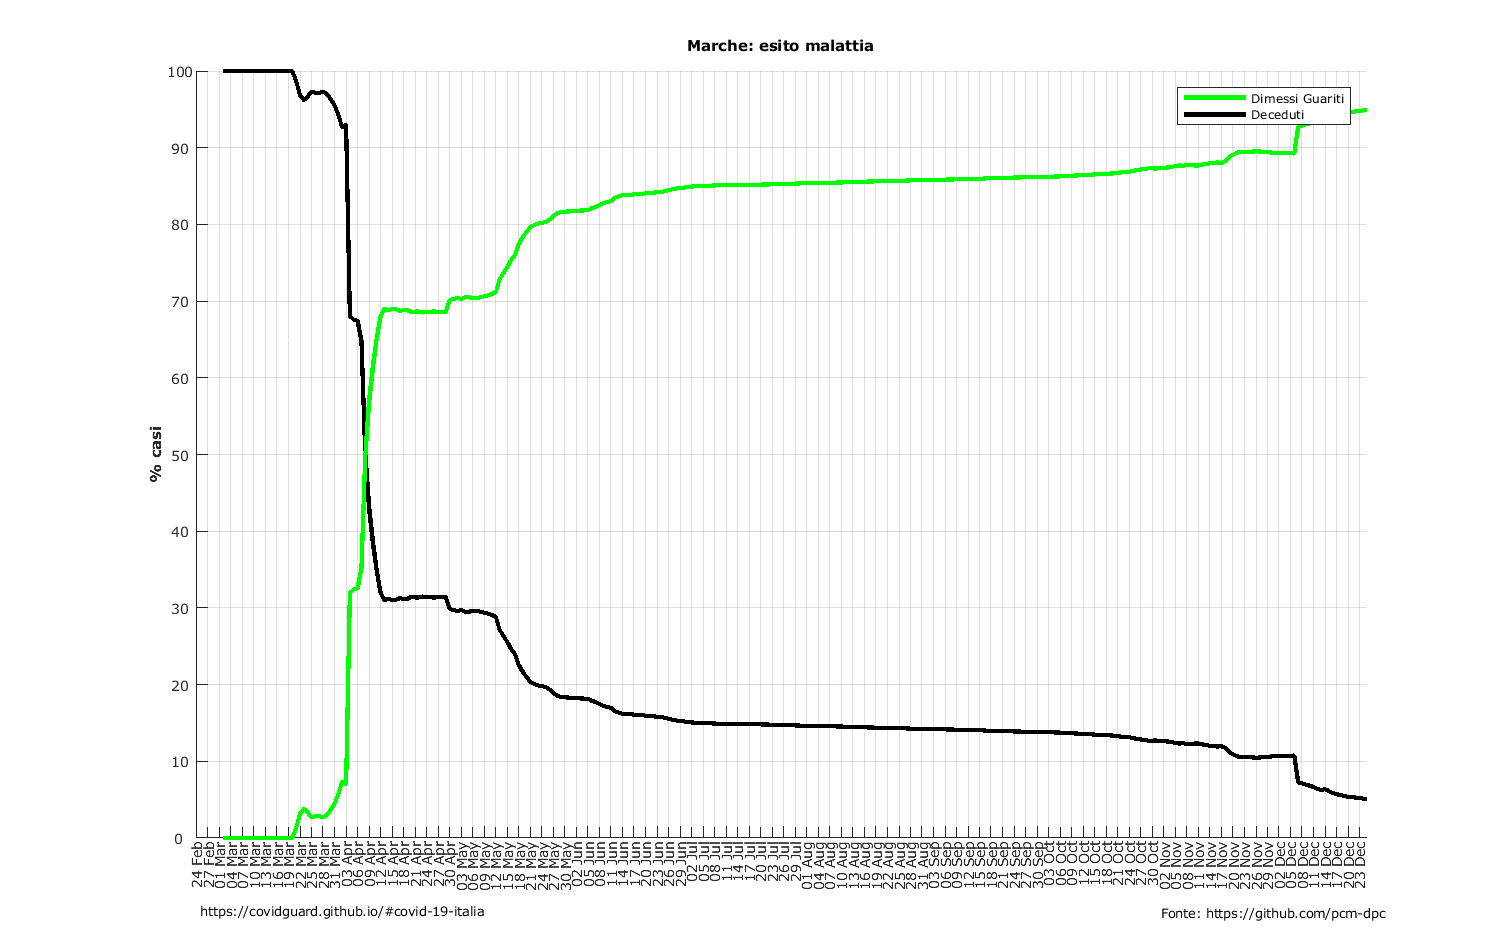 Marche: esito malattia
Dimessi Guariti
Deceduti
% casi
100
90
80
70
60
50
40
30
20
10
0
24 Feb
27 Feb
01 Mar
04 Mar
07 Mar
10 Mar
13 Mar
16 Mar
19 Mar
22 Mar
25 Mar
28 Mar
31 Mar
03 Apr
06 Apr
09 Apr
12 Apr
15 Apr
18 Apr
21 Apr
24 Apr
27 Apr
30 Apr
03 May
06 May
09 May
12 May
15 May
18 May
21 May
24 May
27 May
30 May
02 Jun
05 Jun
08 Jun
11 Jun
14 Jun
17 Jun
20 Jun
23 Jun
26 Jun
29 Jun
02 Jul
05 Jul
08 Jul
11 Jul
14 Jul
17 Jul
20 Jul
23 Jul
26 Jul
29 Jul
01 Aug
04 Aug
07 Aug
10 Aug
13 Aug
16 Aug
19 Aug
22 Aug
25 Aug
28 Aug
31 Aug
03 Sep
06 Sep
09 Sep
12 Sep
15 Sep
18 Sep
21 Sep
24 Sep
27 Sep
30 Sep
03 Oct
06 Oct
09 Oct
12 Oct
15 Oct
18 Oct
21 Oct
24 Oct
27 Oct
30 Oct
02 Nov
05 Nov
08 Nov
11 Nov
14 Nov
17 Nov
20 Nov
23 Nov
26 Nov
29 Nov
02 Dec
05 Dec
08 Dec
11 Dec
14 Dec
17 Dec
20 Dec
23 Dec
https://covidguard.github.io/#covid-19-italia
Fonte: https://github.com/pcm-dpc